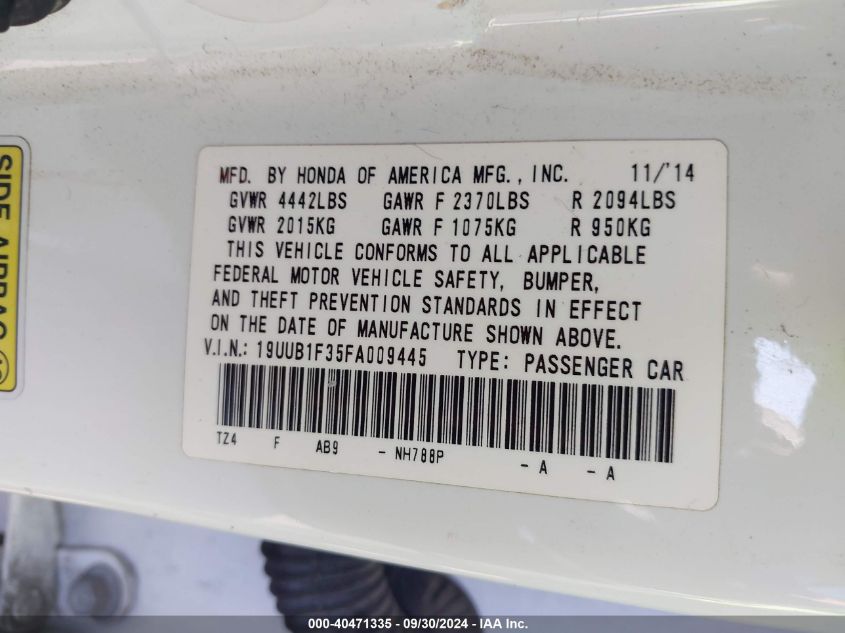 SIDE AIRBAG
MFD. BY HONDA OF AMERICA MFG., INC. 11/'14
GVWR 4442LBS GAWR F 2370LBS R 2094LBS
GVWR 2015KG GAWR F 1075KG R 950KG
THIS VEHICLE CONFORMS TO ALL APPLICABLE
FEDERAL MOTOR VEHICLE SAFETY, BUMPER,
AND THEFT PREVENTION STANDARDS IN EFFECT
ON THE DATE OF MANUFACTURE SHOWN ABOVE.
V.I.N.: 19UUB1F35FA009445 TYPE: PASSENGER CAR
TZ4 F AB9 - NH788P - A - A
000-40471335 - 09/30/2024 - IAA Inc.